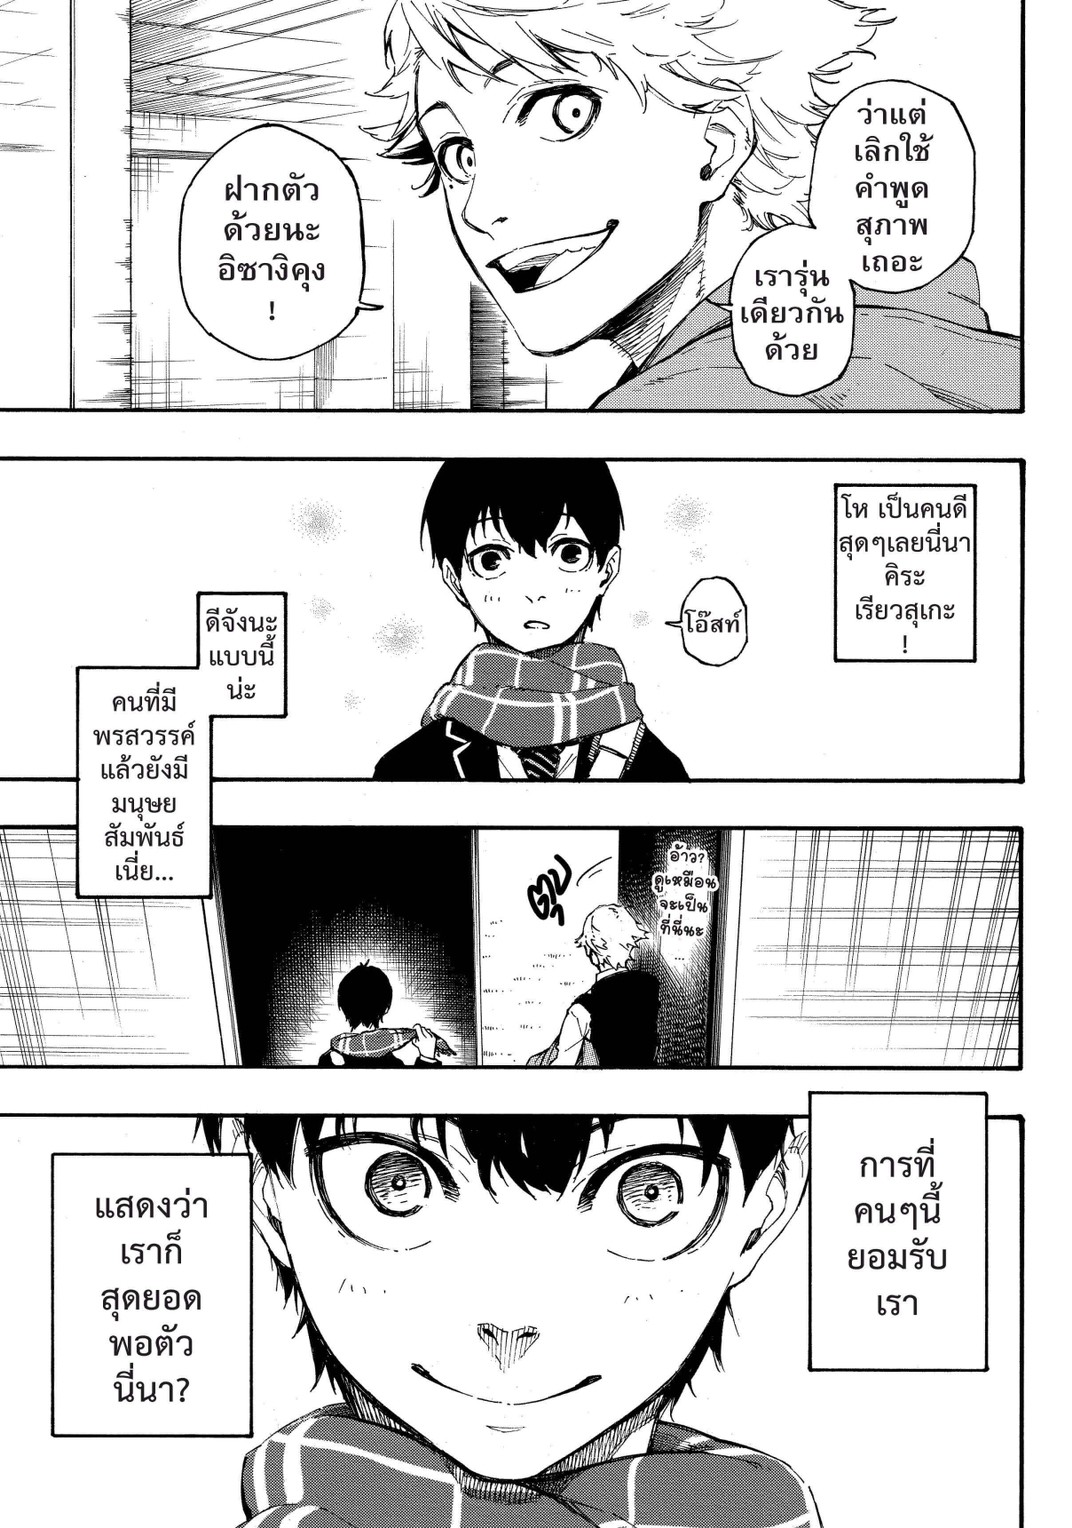 ว่าแต่
เลิกใช้
คำพูด
สุภาพ
เถอะ
เรารุ่น
เดียวกัน
ด้วย
ฝากตัว
ด้วยนะ
อิซางิคุง
!
โห เป็นคนดี
สุดๆเลยนี่นา
คิระ
เรียวสุเกะ
!
โอ๊สท์
ดีจังนะ
แบบนี้
น่ะ
คนที่มี
พรสวรรค์
แล้วยังมี
มนุษย
สัมพันธ์
เนี่ย...
อ้าว?
ดูเหมือน
จะเป็น
ที่นี่นะ
ตุบ
การที่
คนๆนี้
ยอมรับ
เรา
แสดงว่า
เราก็
สุดยอด
พอตัว
นี่นา?